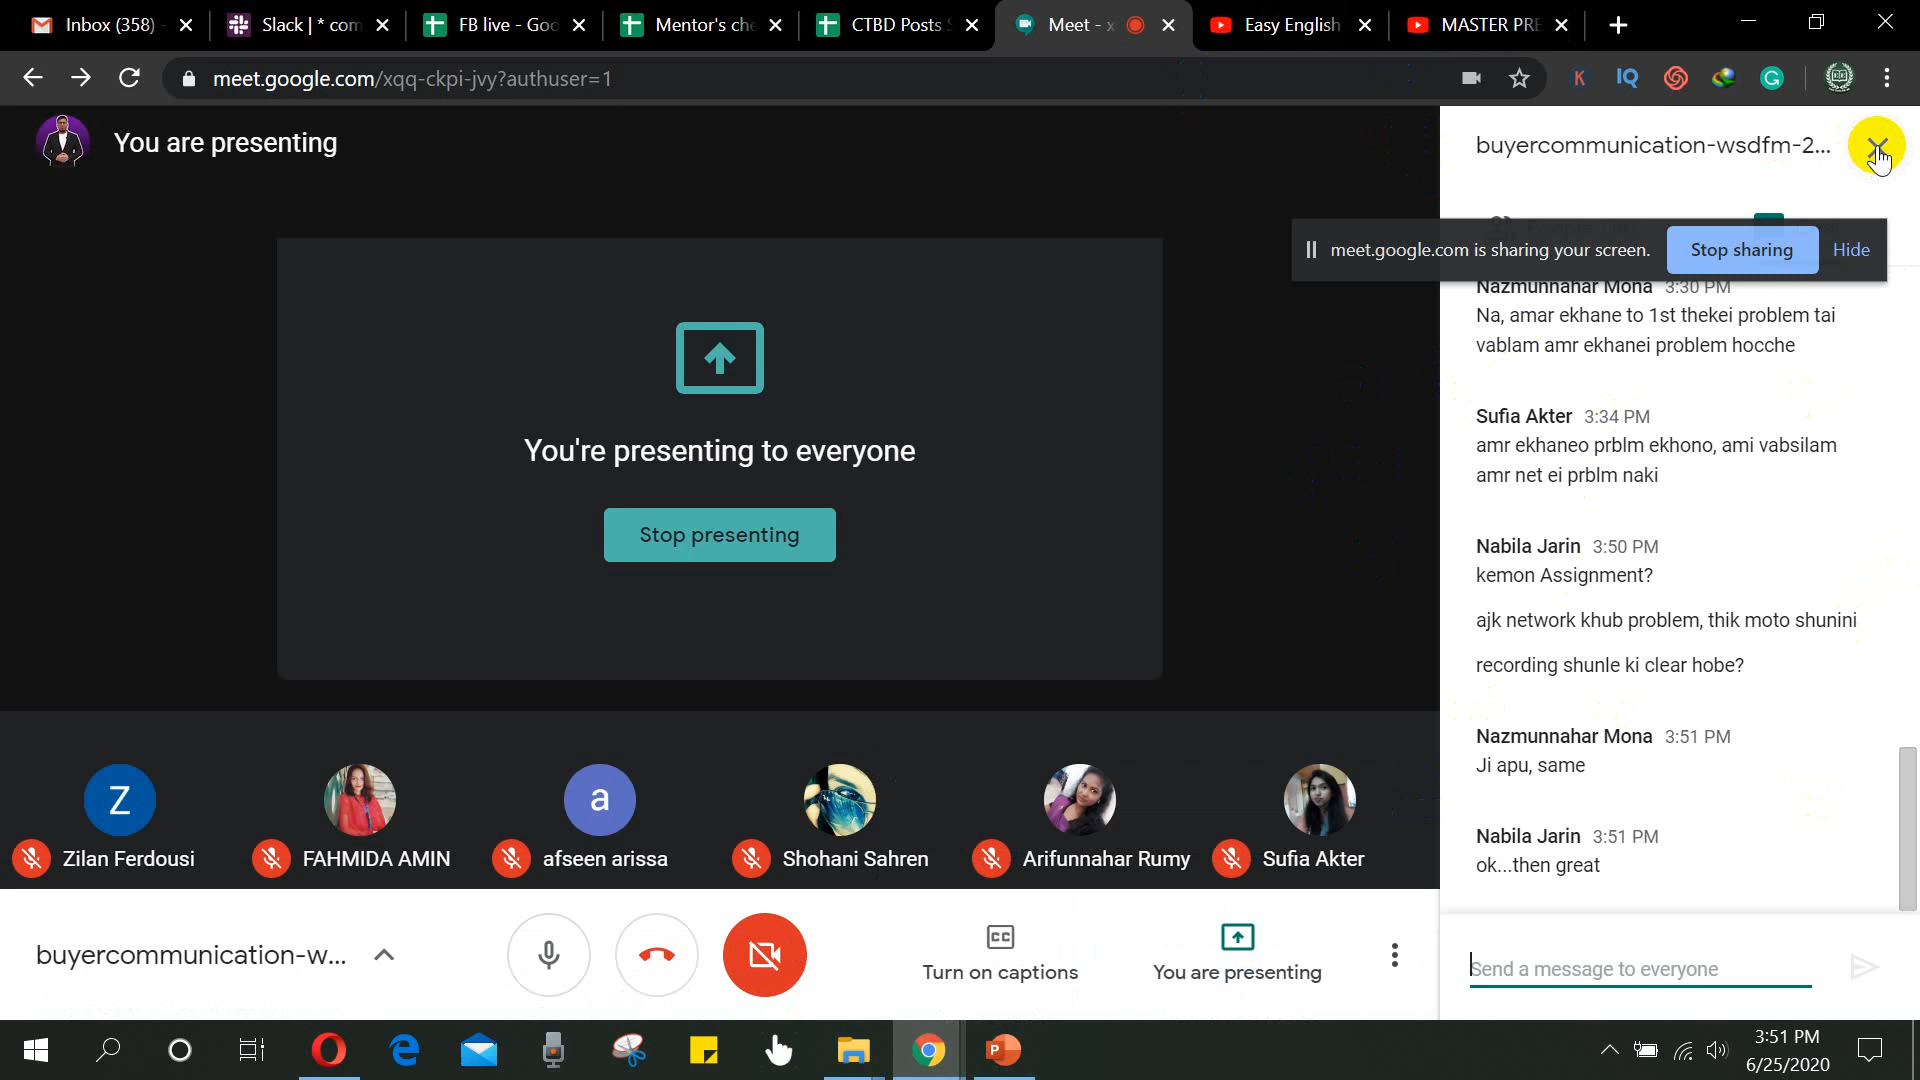 Inbox (358)
Slack | * com
FB live - Goo
Mentor's che
CTBD Posts S
Meet - x
Easy English
MASTER PRE
meet.google.com/xqq-ckpi-jvy?authuser=1
K
IQ
You are presenting
buyercommunication-wsdfm-2...
meet.google.com is sharing your screen.
Stop sharing
Hide
Nazmunnahar Mona 3:30 PM
Na, amar ekhane to 1st thekei problem tai
vablam amr ekhanei problem hocche
Sufia Akter 3:34 PM
amr ekhaneo prblm ekhono, ami vabsilam
amr net ei prblm naki
You're presenting to everyone
Stop presenting
Nabila Jarin 3:50 PM
kemon Assignment?
ajk network khub problem, thik moto shunini
recording shunle ki clear hobe?
Nazmunnahar Mona 3:51 PM
Ji apu, same
Nabila Jarin 3:51 PM
ok...then great
Z
a
Zilan Ferdousi
FAHMIDA AMIN
afseen arissa
Shohani Sahren
Arifunnahar Rumy
Sufia Akter
buyercommunication-w...
Turn on captions
You are presenting
Send a message to everyone
3:51 PM
6/25/2020